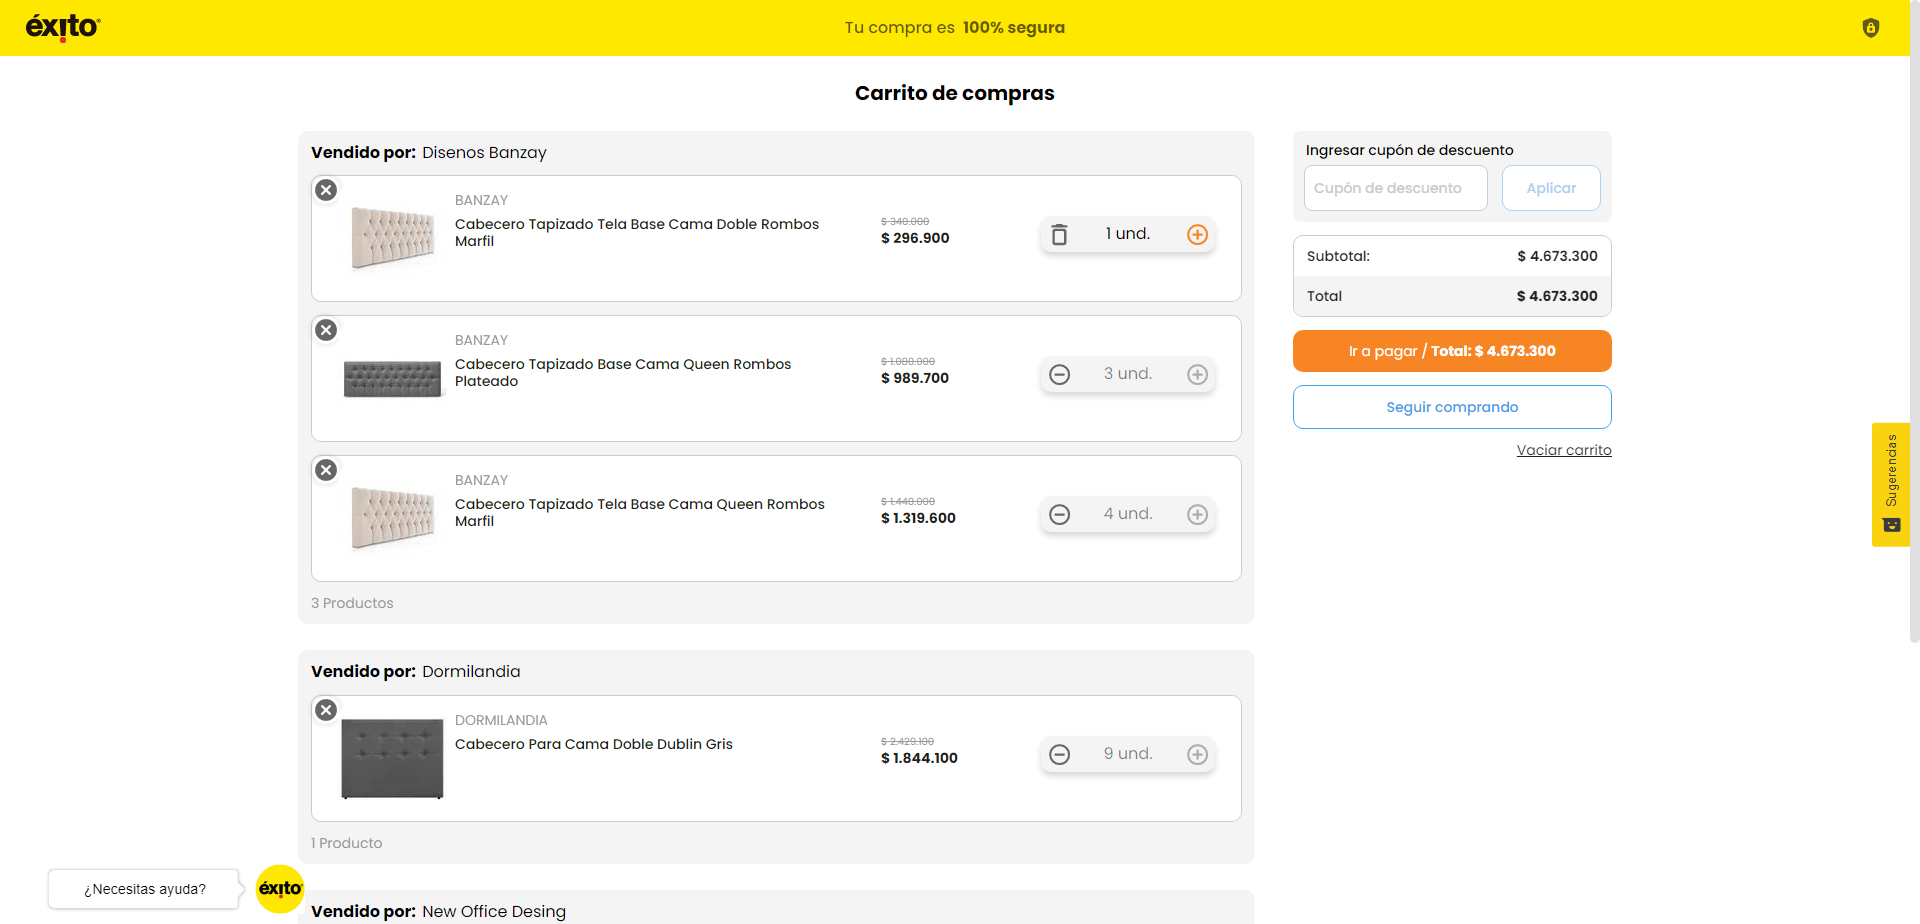 éxito
Tu compra es 100% segura
Carrito de compras
Vendido por: Disenos Banzay
BANZAY
Cabecero Tapizado Tela Base Cama Doble Rombos
Marfil
$ 340.000
$ 296.900
1 und.
BANZAY
Cabecero Tapizado Base Cama Queen Rombos
Plateado
$ 1.080.000
$ 989.700
3 und.
BANZAY
Cabecero Tapizado Tela Base Cama Queen Rombos
Marfil
$ 1.440.000
$ 1.319.600
4 und.
3 Productos
Vendido por: Dormilandia
DORMILANDIA
Cabecero Para Cama Doble Dublin Gris
$ 2.429.100
$ 1.844.100
9 und.
1 Producto
Vendido por: New Office Desing
Ingresar cupón de descuento
Cupón de descuento
Aplicar
Subtotal: $ 4.673.300
Total $ 4.673.300
Ir a pagar / Total: $ 4.673.300
Seguir comprando
Vaciar carrito
Sugerencias
¿Necesitas ayuda?
éxito